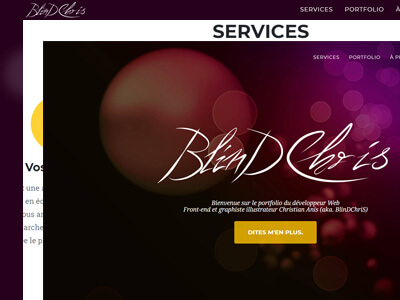 BlinDChris
SERVICES PORTFOLIO À
SERVICES
SERVICES PORTFOLIO À P
Vos
BlinDChris
Bienvenue sur le portfolio du développeur Web
Front-end et graphiste illustrateur Christian Anis (aka. BlinDChriS)
DITES M'EN PLUS.
t une
en éc
ous an
arche
le p